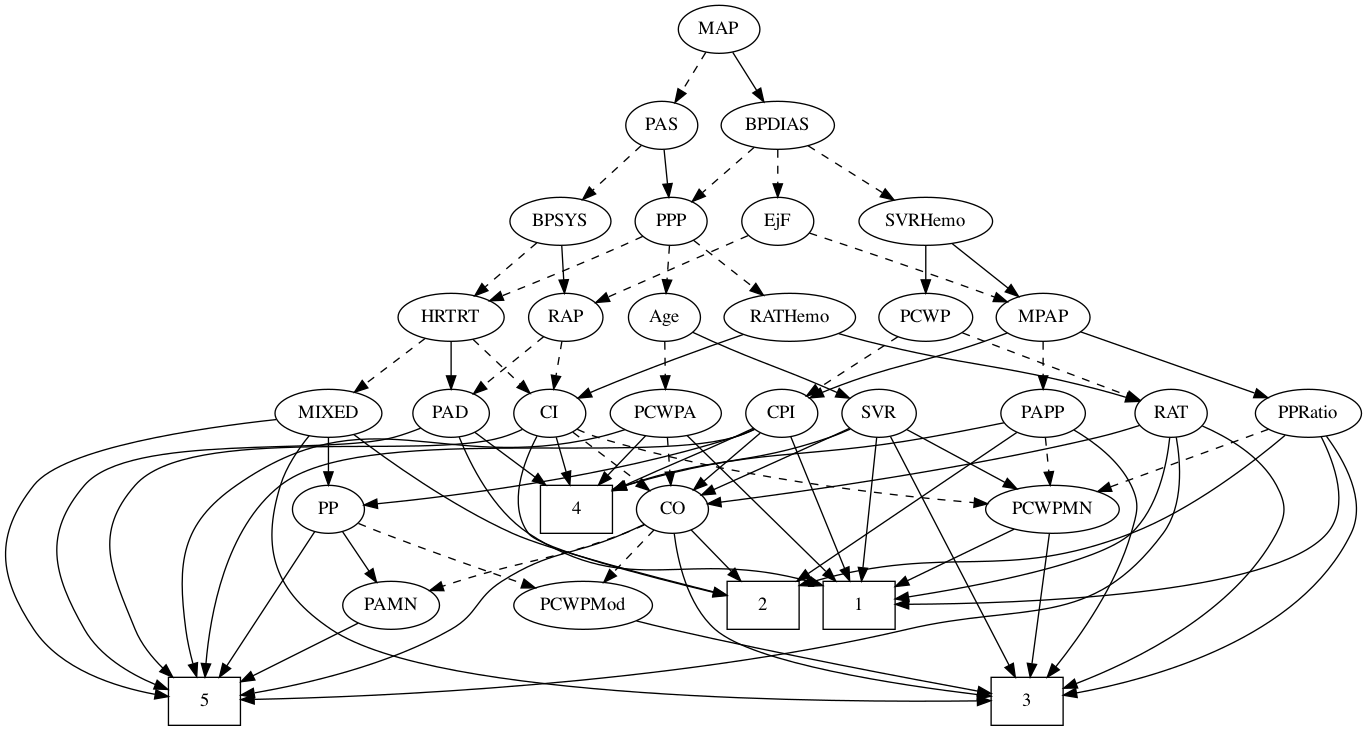 MAP
PAS
BPDIAS
BPSYS
PPP
EjF
SVRHemo
HRTRT
RAP
Age
RATHemo
PCWP
MPAP
MIXED
PAD
CI
PCWPA
CPI
SVR
PAPP
RAT
PPRatio
PP
4
CO
PCWPMN
PAMN
PCWPMod
2
1
5
3